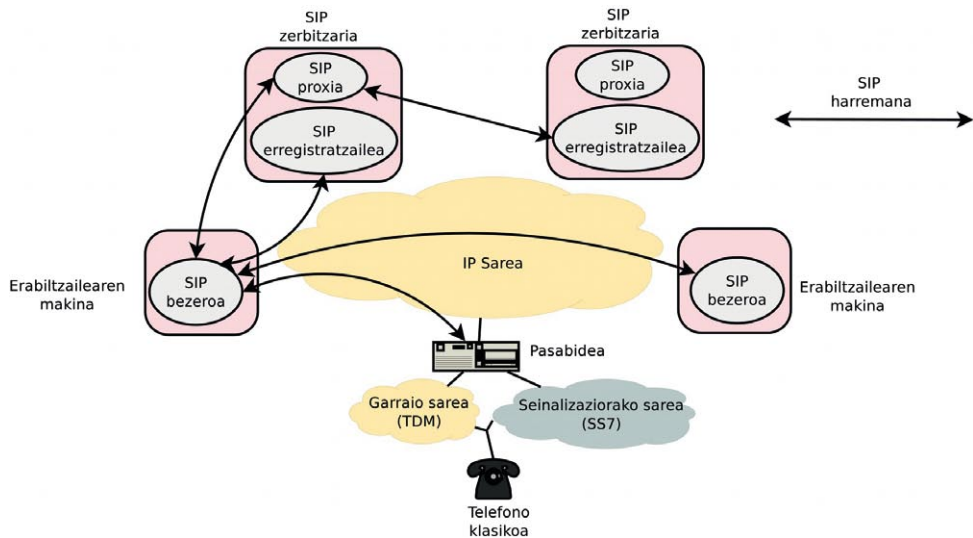 SIP
zerbitzaria
SIP
proxia
SIP
erregistratzailea
SIP
zerbitzaria
SIP
proxia
SIP
erregistratzailea
SIP
harremana
Erabiltzailearen
makina
SIP
bezeroa
IP Sarea
SIP
bezeroa
Erabiltzailearen
makina
Pasabidea
Garraio sarea
(TDM)
Seinalaziorako sarea
(SS7)
Telefono
klasikoa